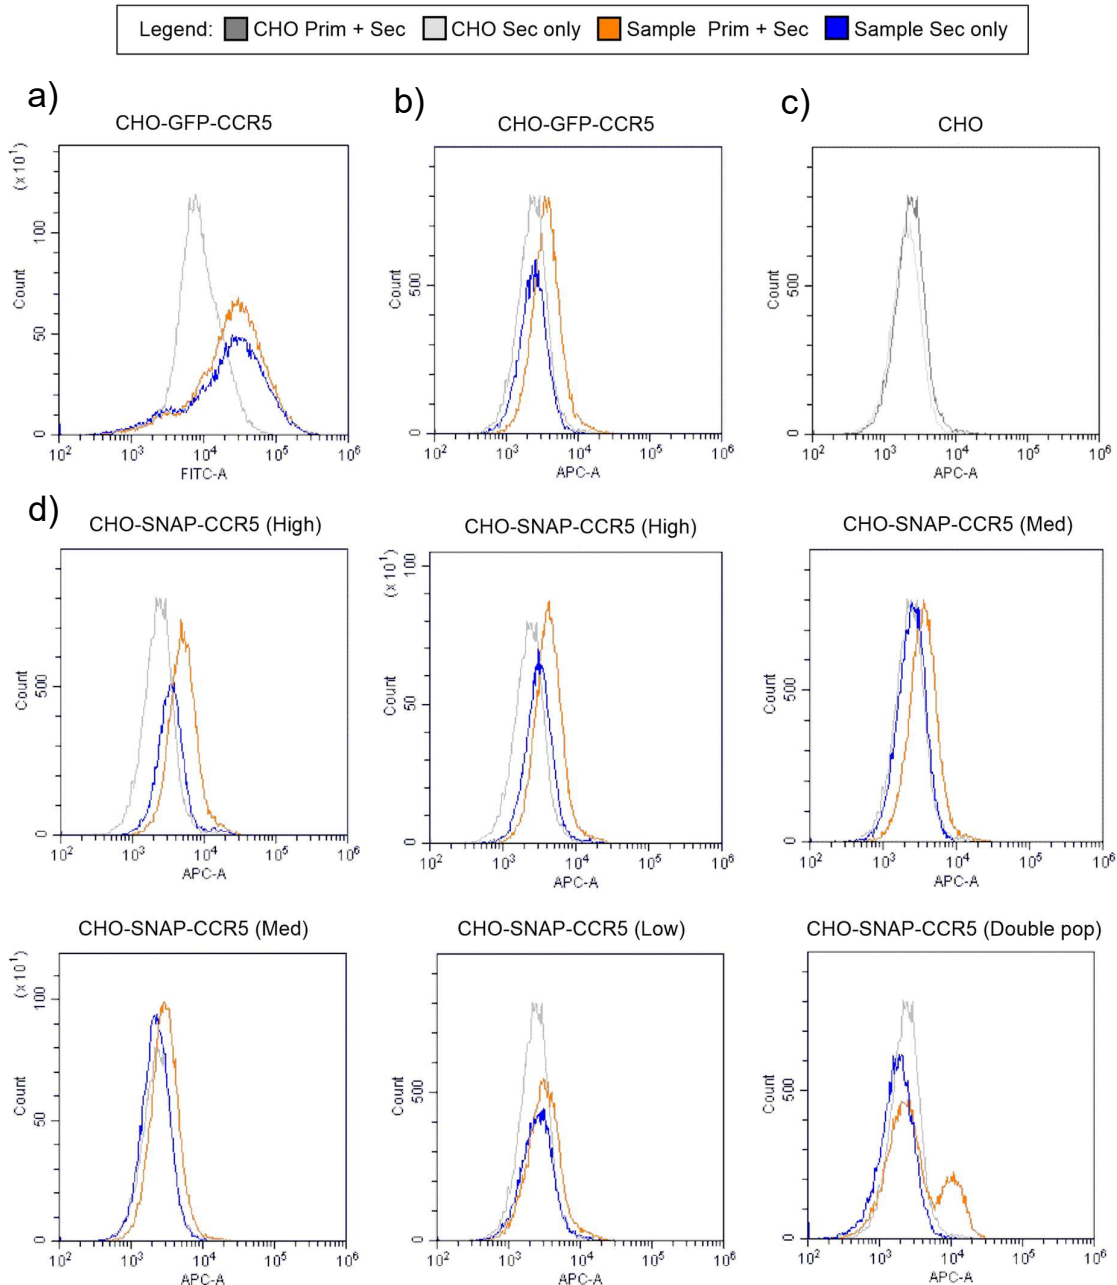 Legend: CHO Prim + Sec CHO Sec only Sample Prim + Sec Sample Sec only
a)
CHO-GFP-CCR5
(x 10¹)
Count
100
50
0
10² 10³ 10⁴ 10⁵ 10⁶
FITC-A
b)
CHO-GFP-CCR5
Count
500
0
10² 10³ 10⁴ 10⁵ 10⁶
APC-A
c)
CHO
Count
500
0
10² 10³ 10⁴ 10⁵ 10⁶
APC-A
d)
CHO-SNAP-CCR5 (High)
Count
500
0
10² 10³ 10⁴ 10⁵ 10⁶
APC-A
CHO-SNAP-CCR5 (High)
(x 10¹)
Count
100
50
0
10² 10³ 10⁴ 10⁵ 10⁶
APC-A
CHO-SNAP-CCR5 (Med)
Count
500
0
10² 10³ 10⁴ 10⁵ 10⁶
APC-A
CHO-SNAP-CCR5 (Med)
(x 10¹)
Count
100
50
0
10² 10³ 10⁴ 10⁵ 10⁶
APC-A
CHO-SNAP-CCR5 (Low)
Count
500
0
10² 10³ 10⁴ 10⁵ 10⁶
APC-A
CHO-SNAP-CCR5 (Double pop)
Count
500
0
10² 10³ 10⁴ 10⁵ 10⁶
APC-A